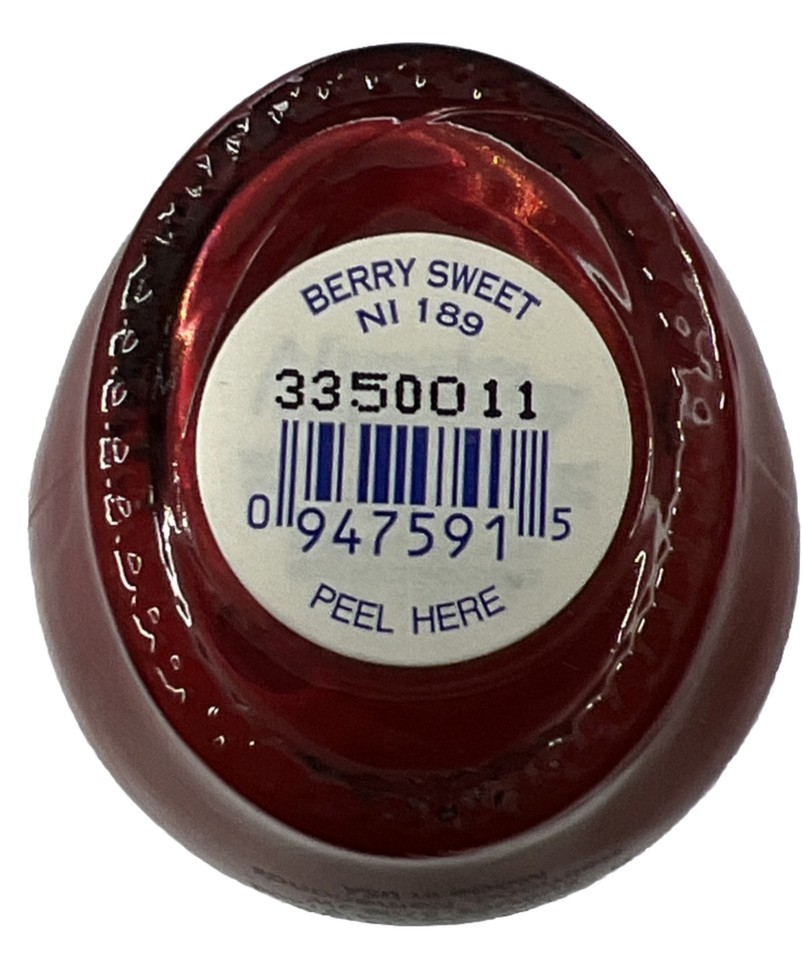 BERRY SWEET
NI 189
3350011
0 947591 5
PEEL HERE